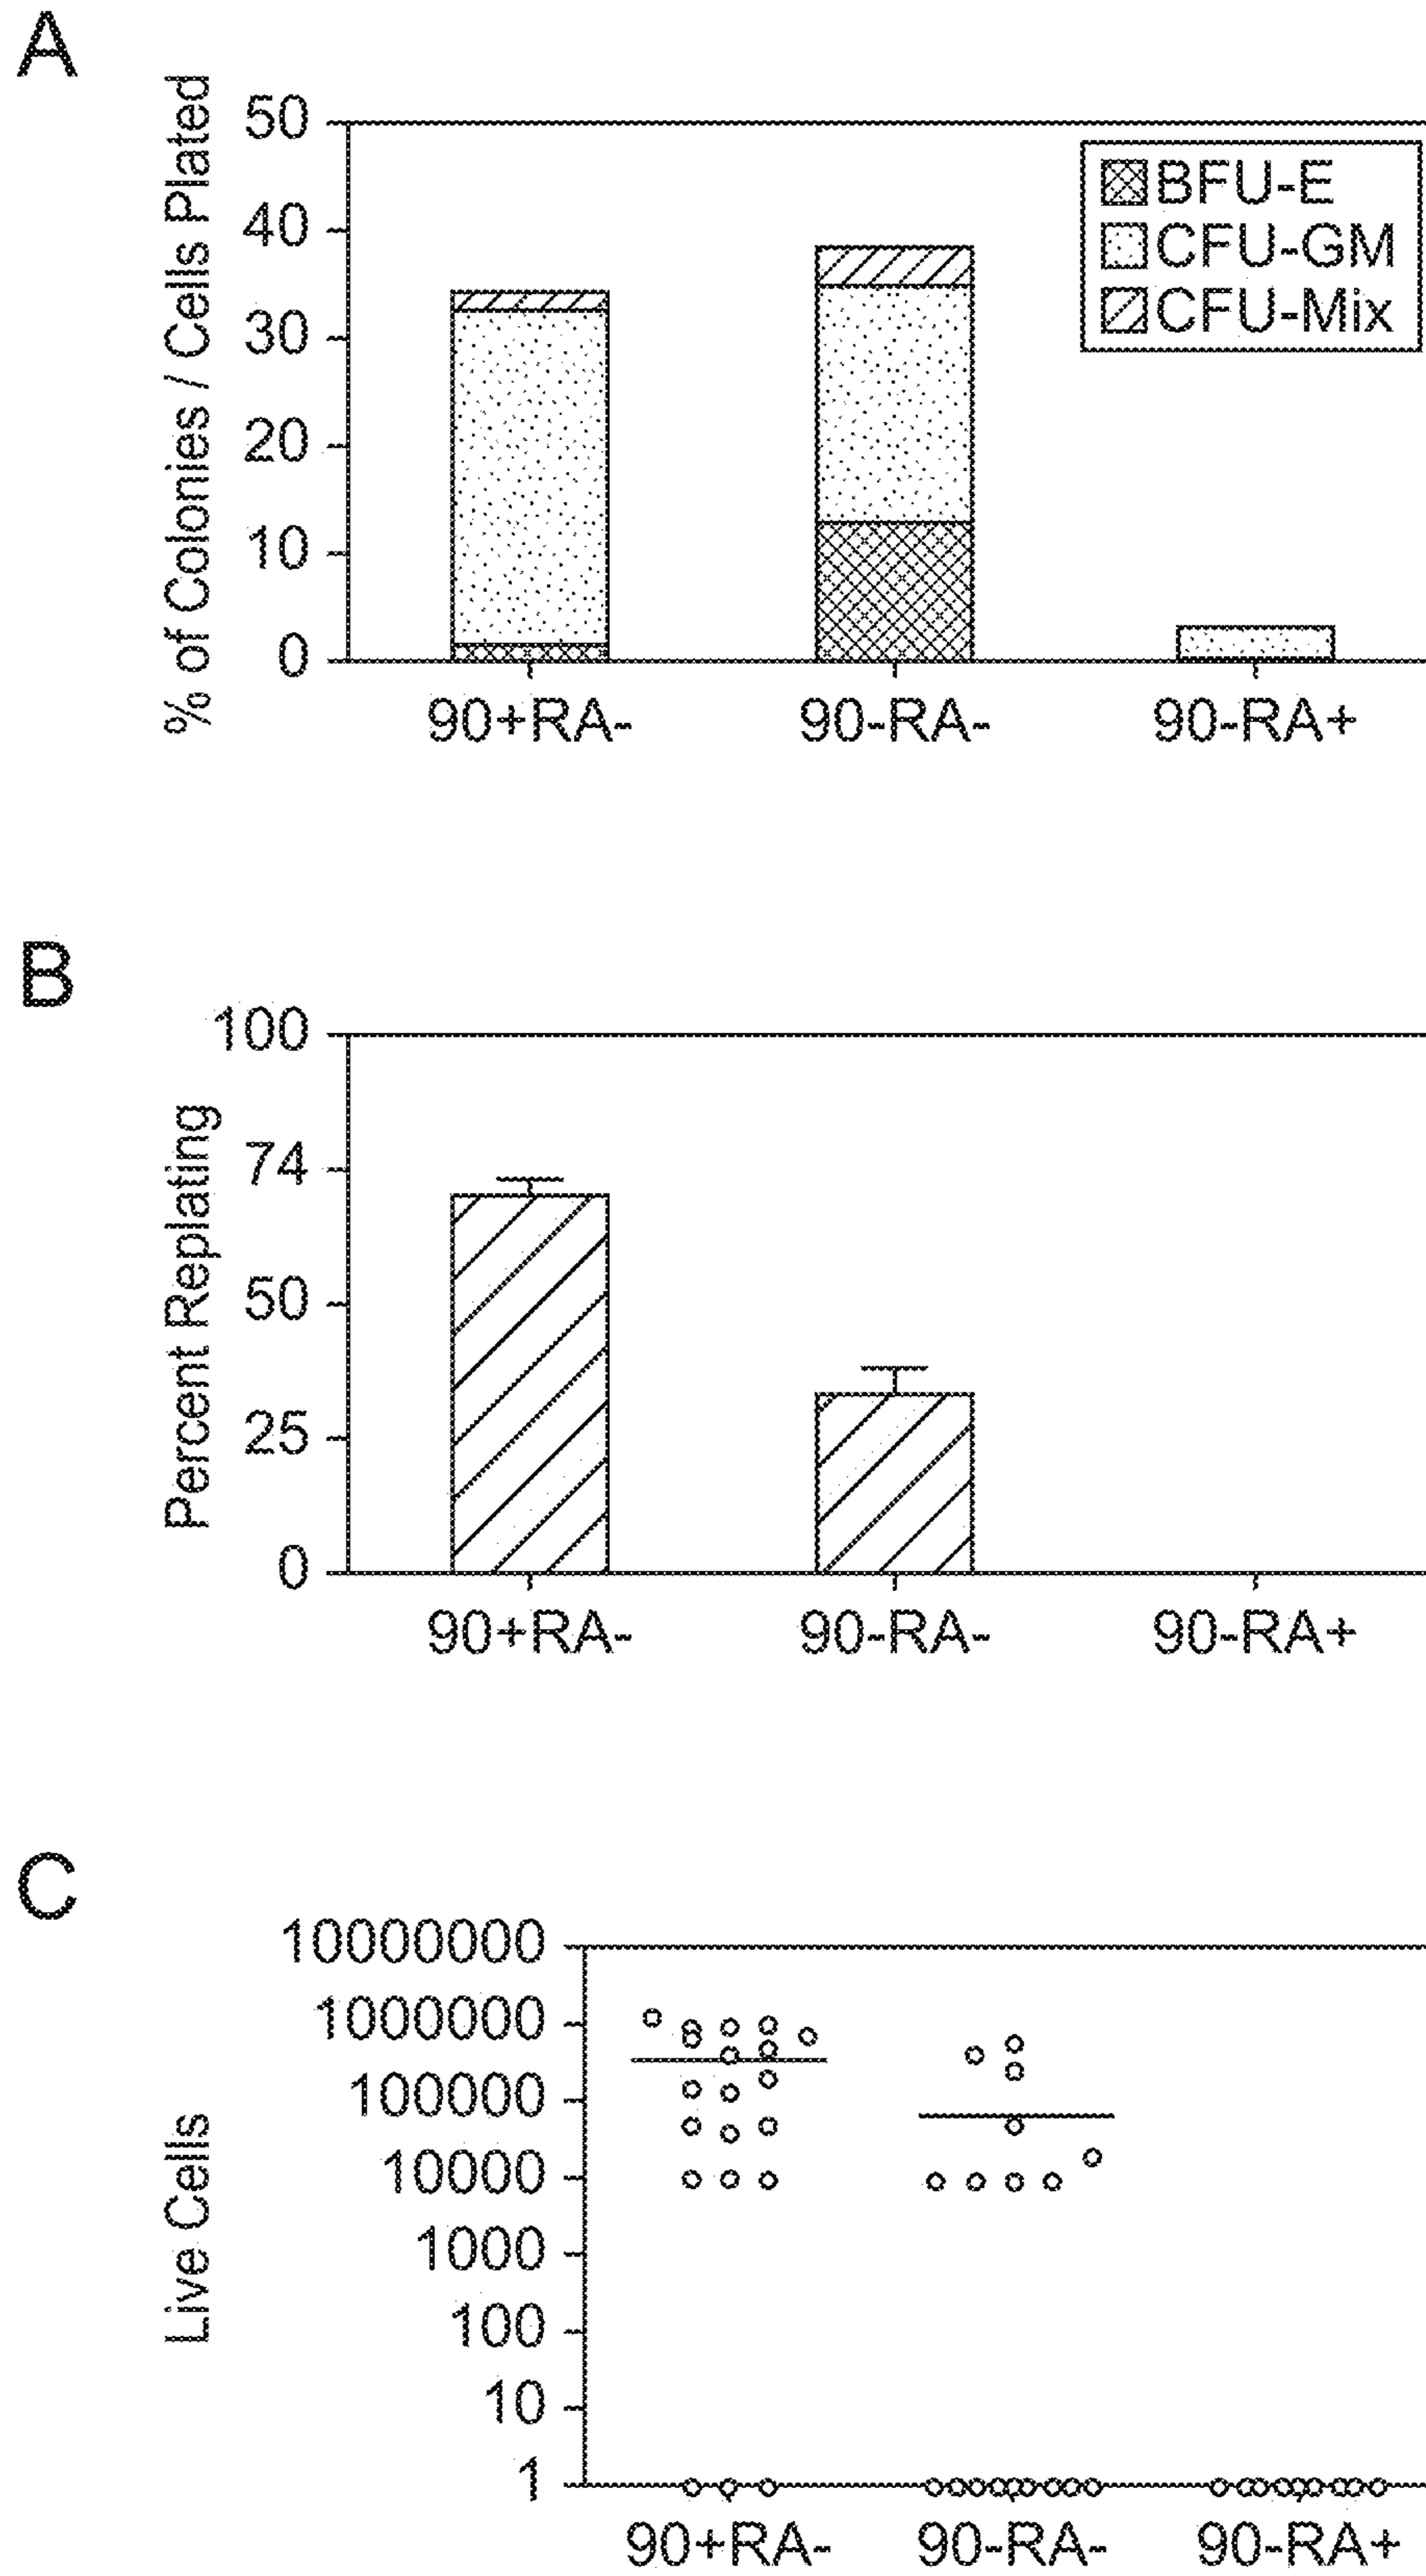 A
% of Colonies / Cells Plated
50
40
30
20
10
0
BFU-E
CFU-GM
CFU-Mix
90+RA-
90-RA-
90-RA+
B
Percent Replating
100
74
50
25
0
90+RA-
90-RA-
90-RA+
C
Live Cells
10000000
1000000
100000
10000
1000
100
10
1
90+RA-
90-RA-
90-RA+